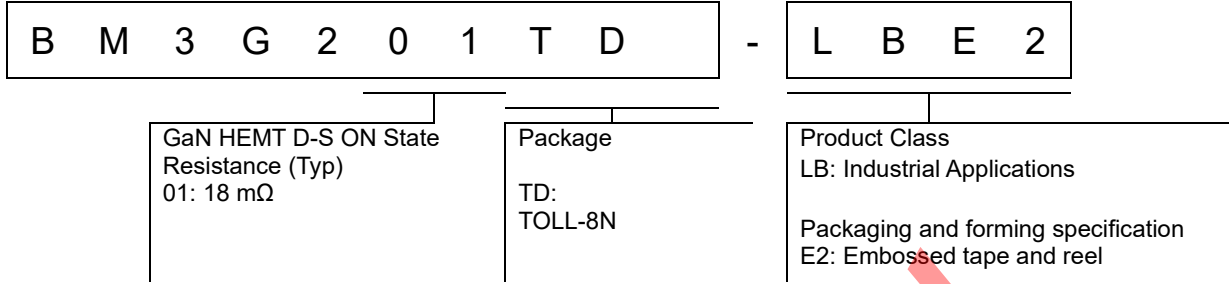 B M 3 G 2 0 1 T D - L B E 2
GaN HEMT D-S ON State
Resistance (Typ)
01: 18 mΩ
Package
TD:
TOLL-8N
Product Class
LB: Industrial Applications
Packaging and forming specification
E2: Embossed tape and reel